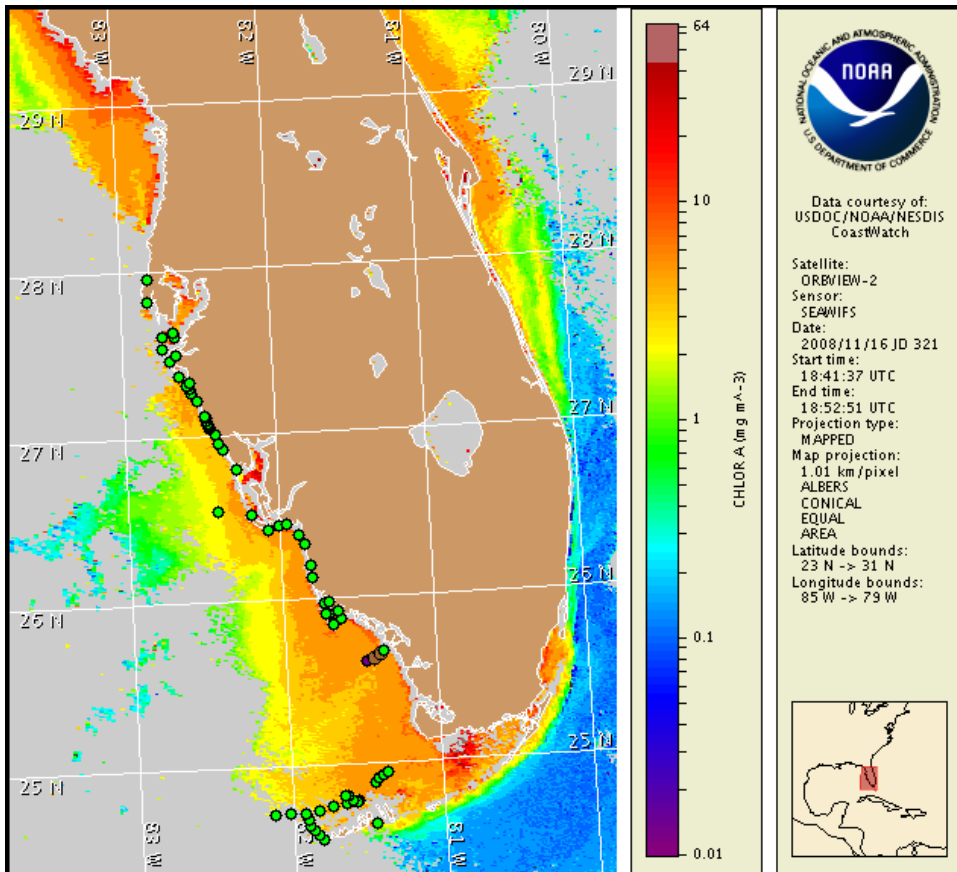 83
82
81
80
29 N
29 N
28 N
28 N
27 N
27 N
26 N
26 N
25 N
25 N
83 W
82
81 W
64
10
1
0.1
0.01
CHLOR A (mg m^-3)
NATIONAL OCEANIC AND ATMOSPHERIC ADMINISTRATION
NOAA
U.S. DEPARTMENT OF COMMERCE
Data courtesy of:
USDOC/NOAA/NESDIS
CoastWatch
Satellite:
ORBVIEW-2
Sensor:
SEAWIFS
Date:
2008/11/16 JD 321
Start time:
18:41:37 UTC
End time:
18:52:51 UTC
Projection type:
MAPPED
Map projection:
1.01 km/pixel
ALBERS
CONICAL
EQUAL
AREA
Latitude bounds:
23 N -> 31 N
Longitude bounds:
85 W -> 79 W